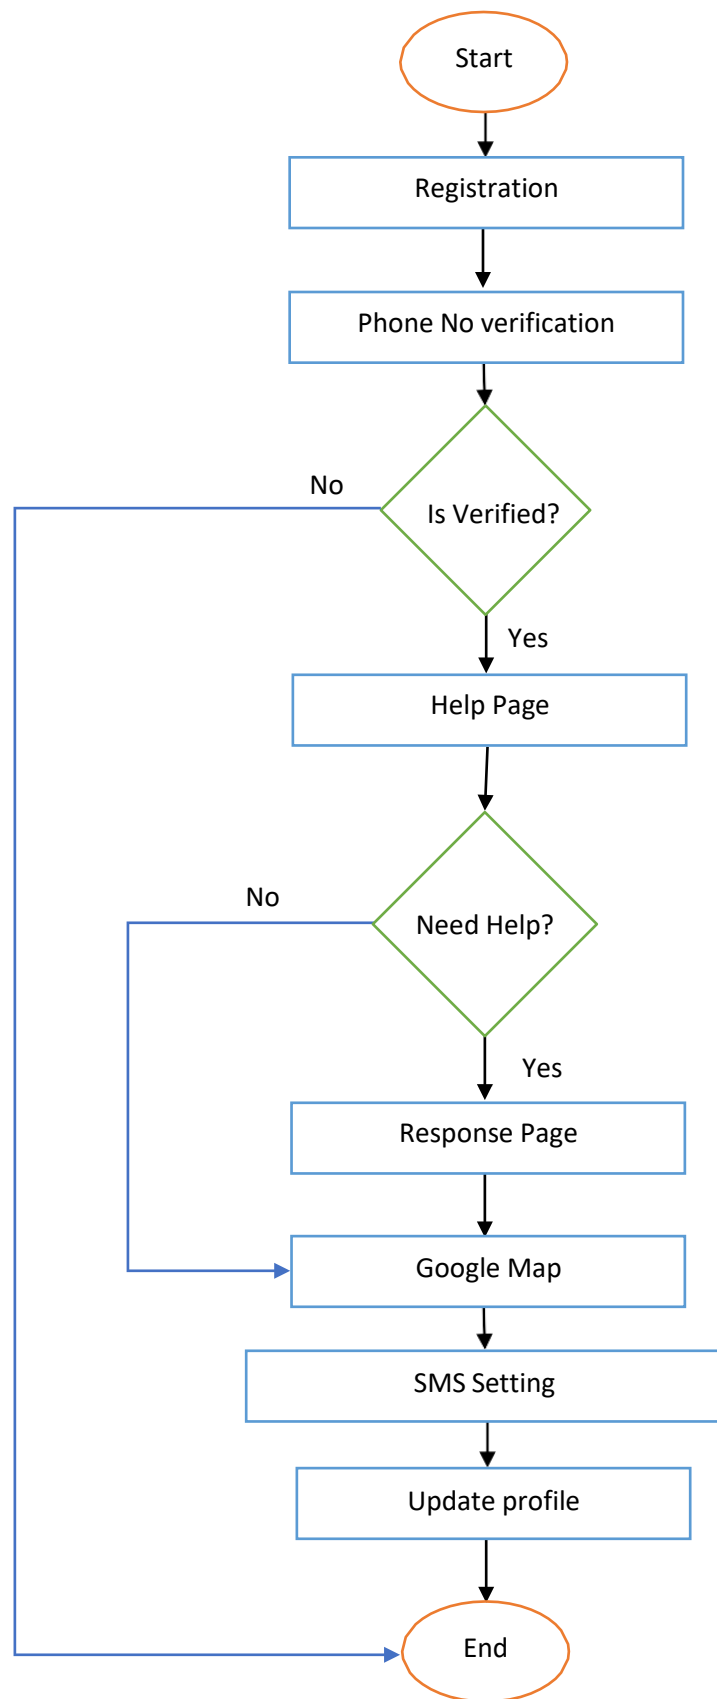 Start
Registration
Phone No verification
No
Is Verified?
Yes
Help Page
No
Need Help?
Yes
Response Page
Google Map
SMS Setting
Update profile
End